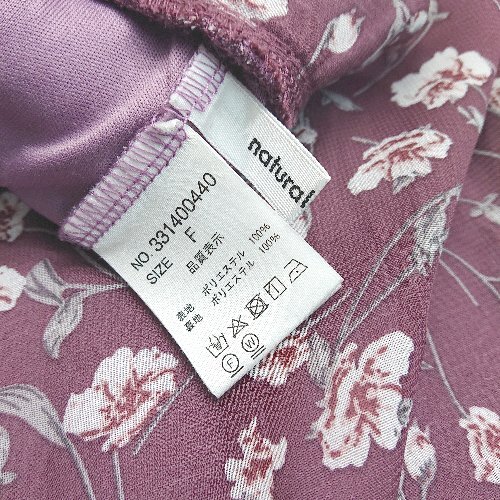 natural
NO.331400440
SIZE F
品質表示
表地 ポリエステル 100%
裏地 ポリエステル 100%
F W